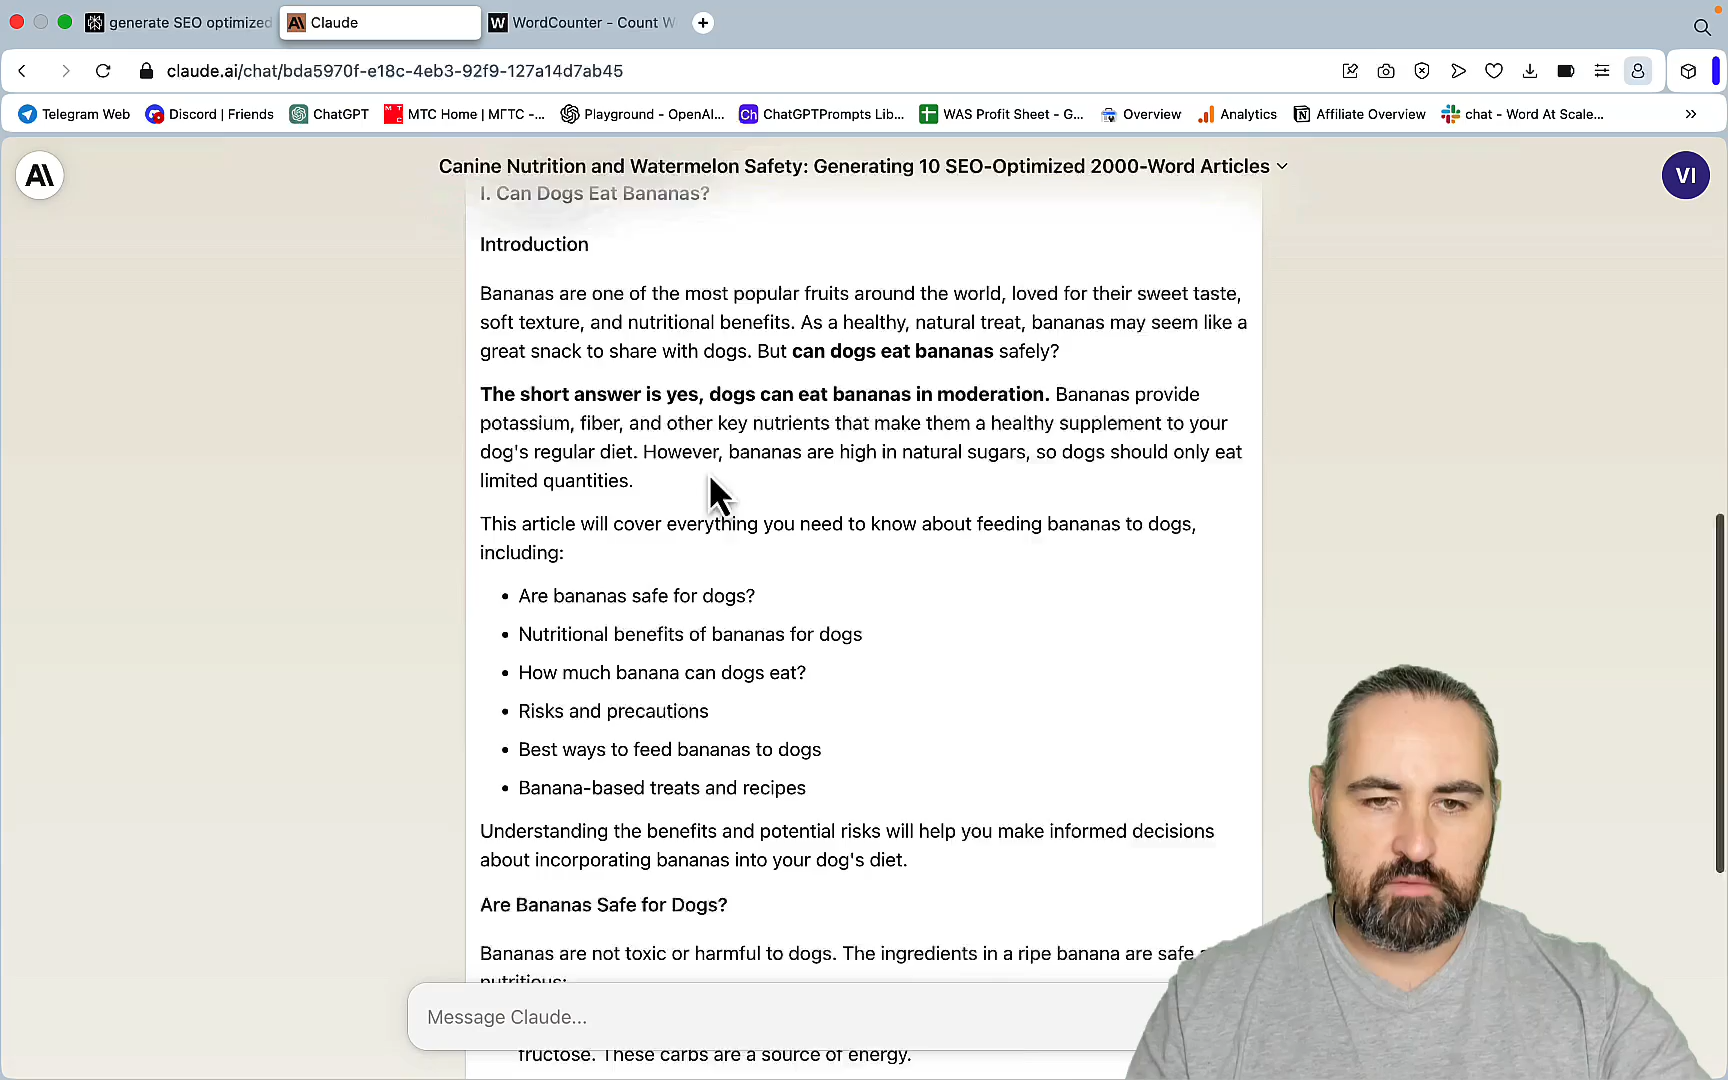 generate SEO optimized
Claude
WordCounter - Count W
claude.ai/chat/bda5970f-e18c-4eb3-92f9-127a14d7ab45
Telegram Web
Discord | Friends
ChatGPT
MTC Home | МГТС -...
Playground - OpenAI...
Ch
ChatGPTPrompts Lib...
WAS Profit Sheet - G...
Overview
Analytics
Affiliate Overview
chat - Word At Scale...
Canine Nutrition and Watermelon Safety: Generating 10 SEO-Optimized 2000-Word Articles
VI
I. Can Dogs Eat Bananas?
Introduction
Bananas are one of the most popular fruits around the world, loved for their sweet taste,
soft texture, and nutritional benefits. As a healthy, natural treat, bananas may seem like a
great snack to share with dogs. But can dogs eat bananas safely?
The short answer is yes, dogs can eat bananas in moderation. Bananas provide
potassium, fiber, and other key nutrients that make them a healthy supplement to your
dog's regular diet. However, bananas are high in natural sugars, so dogs should only eat
limited quantities.
This article will cover everything you need to know about feeding bananas to dogs,
including:
• Are bananas safe for dogs?
• Nutritional benefits of bananas for dogs
• How much banana can dogs eat?
• Risks and precautions
• Best ways to feed bananas to dogs
• Banana-based treats and recipes
Understanding the benefits and potential risks will help you make informed decisions
about incorporating bananas into your dog's diet.
Are Bananas Safe for Dogs?
Bananas are not toxic or harmful to dogs. The ingredients in a ripe banana are safe
nutritious:
Message Claude...
fructose. These carbs are a source of energy.